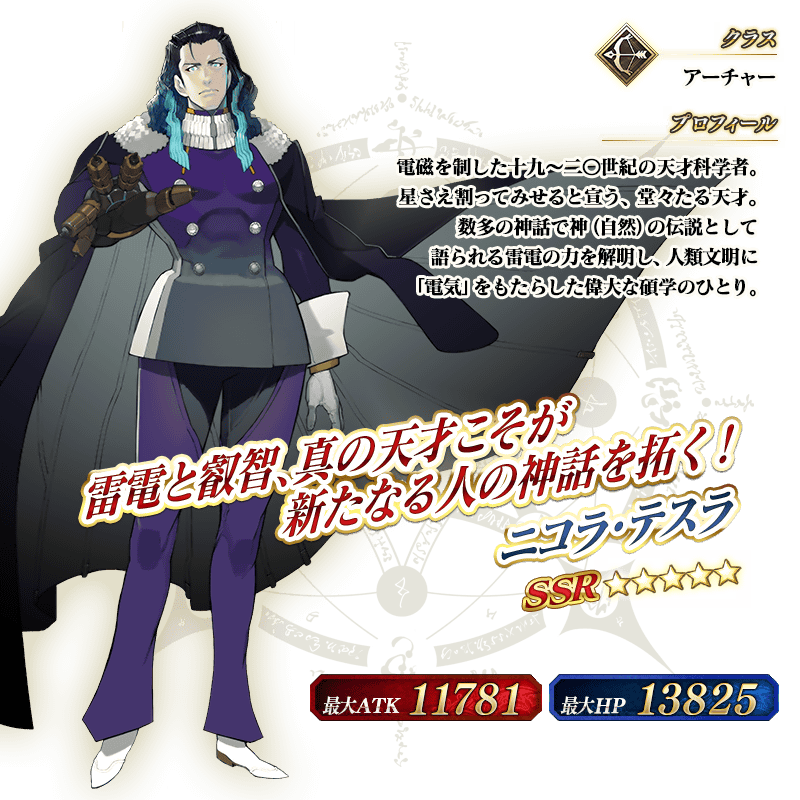 クラス
アーチャー
プロフィール
電磁を制した十九～二〇世紀の天才科学者。
星さえ割ってみせると宣う、堂々たる天才。
数多の神話で神（自然）の伝説として
語られる雷電の力を解明し、人類文明に
「電気」をもたらした偉大な碩学のひとり。
雷電と叡智、真の天才こそが
新たなる人の神話を拓く！
ニコラ・テスラ
SSR ☆☆☆☆☆
最大ATK 11781
最大HP 13825